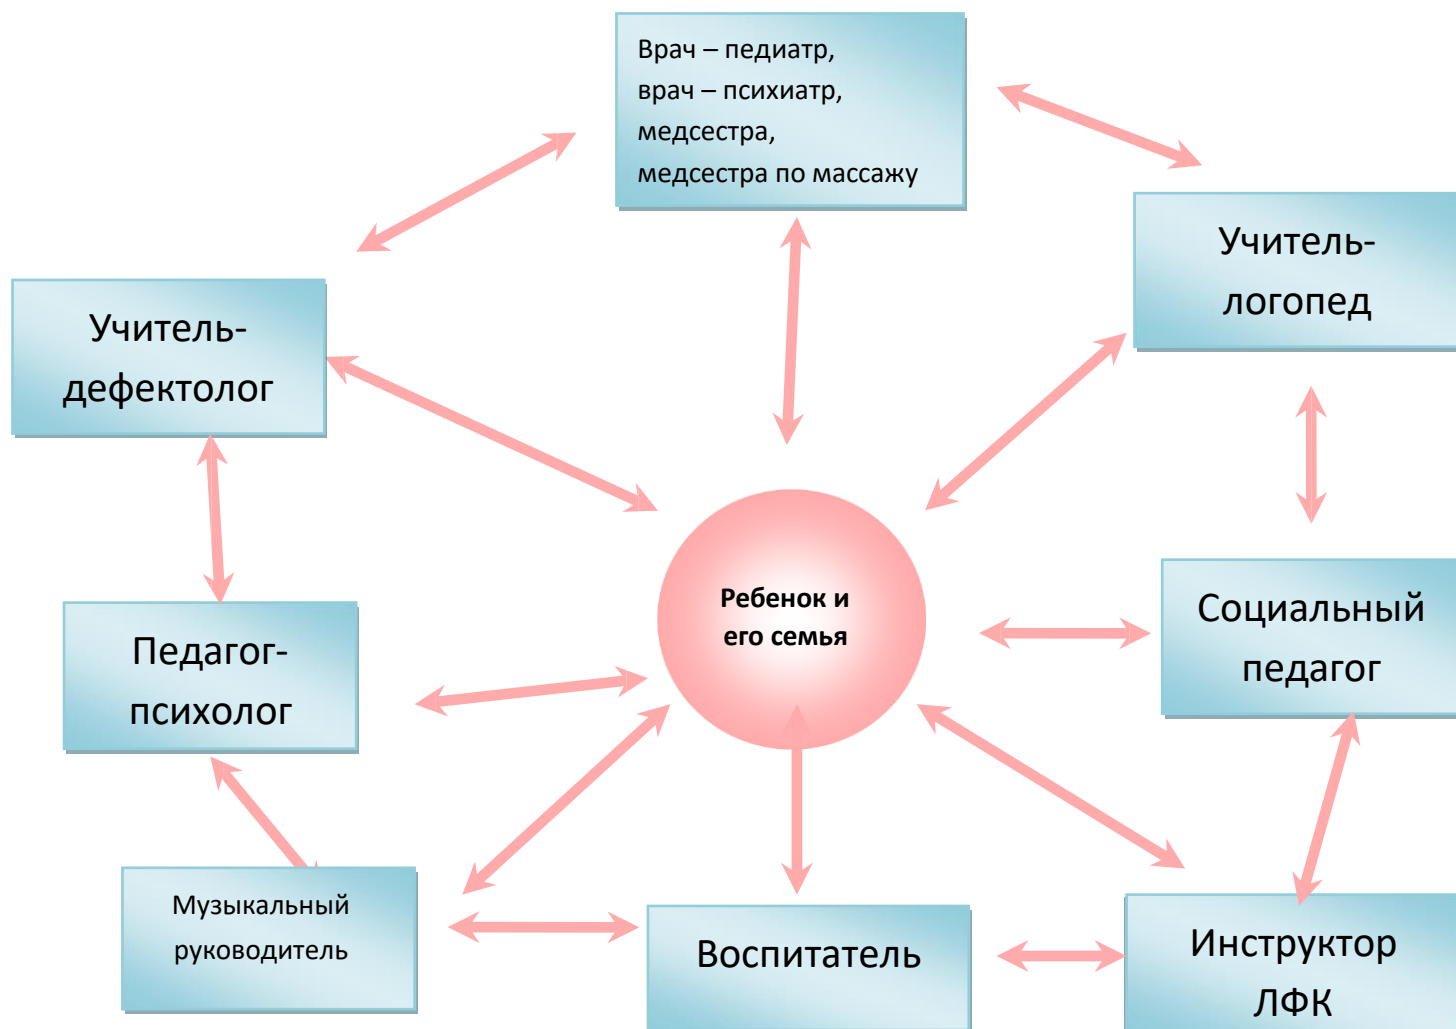 Врач – педиатр,
врач – психиатр,
медсестра,
медсестра по массажу
Учитель-
логопед
Учитель-
дефектолог
Ребенок и
его семья
Социальный
педагог
Педагог-
психолог
Музыкальный
руководитель
Воспитатель
Инструктор
ЛФК